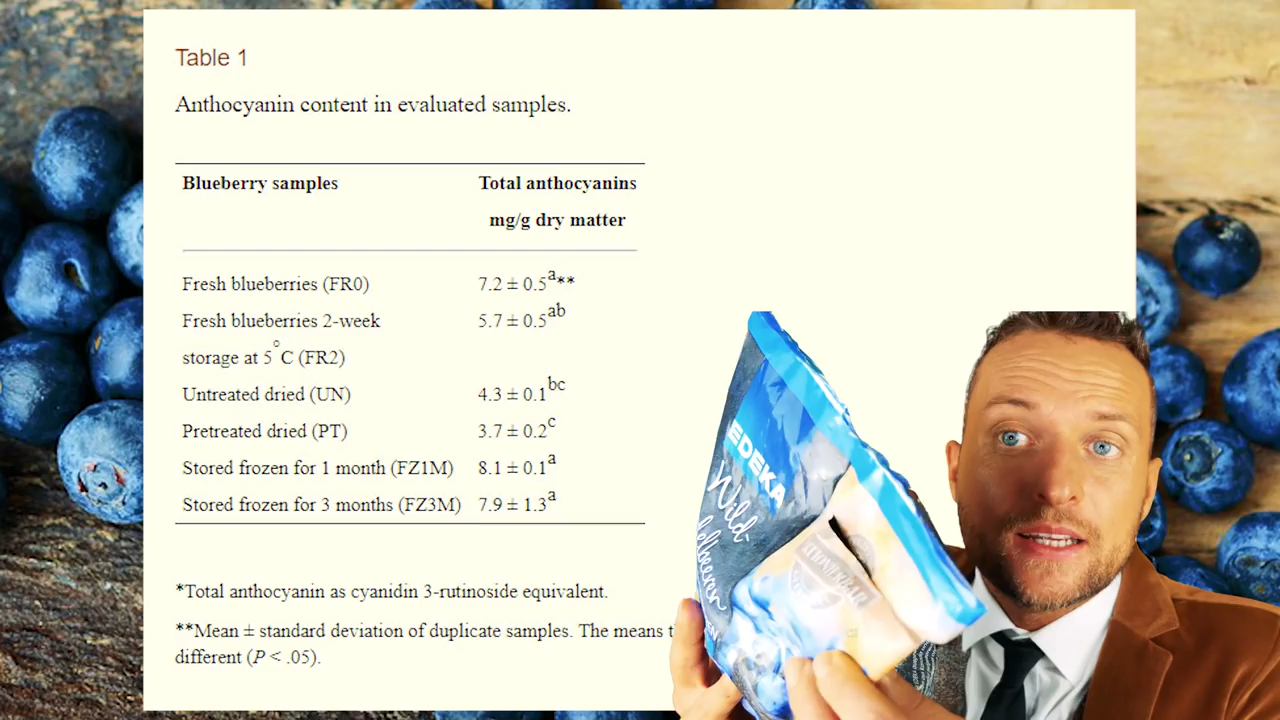 Table 1
Anthocyanin content in evaluated samples.
Blueberry samples Total anthocyanins
mg/g dry matter
Fresh blueberries (FR0) 7.2 ± 0.5a**
Fresh blueberries 2-week 5.7 ± 0.5ab
storage at 5°C (FR2)
Untreated dried (UN) 4.3 ± 0.1bc
Pretreated dried (PT) 3.7 ± 0.2c
Stored frozen for 1 month (FZ1M) 8.1 ± 0.1a
Stored frozen for 3 months (FZ3M) 7.9 ± 1.3a
*Total anthocyanin as cyanidin 3-rutinoside equivalent.
**Mean ± standard deviation of duplicate samples. The means
different (P < .05).
EDEKA
Wild-